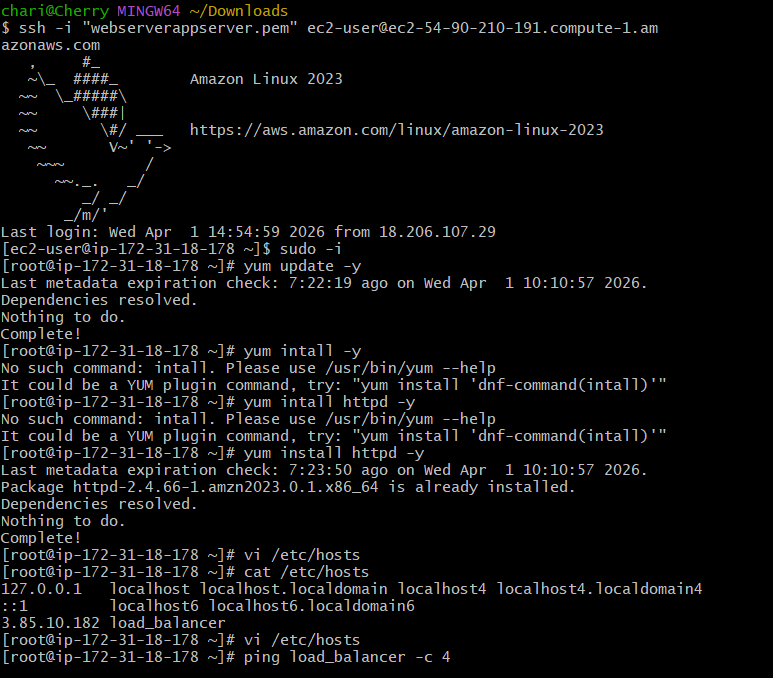 chari@Cherry MINGW64 ~/Downloads
$ ssh -i "webserverappserver.pem" ec2-user@ec2-54-90-210-191.compute-1.am
azonaws.com
   ,     #_
   ~\_  ####_        Amazon Linux 2023
  ~~  \_#####\
  ~~     \###|
  ~~       \#/ ___   https://aws.amazon.com/linux/amazon-linux-2023
   ~~       V~' '->
    ~~~         /
      ~~._.   _/
         _/ _/
       _/m/'
Last login: Wed Apr  1 14:54:59 2026 from 18.206.107.29
[ec2-user@ip-172-31-18-178 ~]$ sudo -i
[root@ip-172-31-18-178 ~]# yum update -y
Last metadata expiration check: 7:22:19 ago on Wed Apr  1 10:10:57 2026.
Dependencies resolved.
Nothing to do.
Complete!
[root@ip-172-31-18-178 ~]# yum intall -y
No such command: intall. Please use /usr/bin/yum --help
It could be a YUM plugin command, try: "yum install 'dnf-command(intall)'"
[root@ip-172-31-18-178 ~]# yum intall httpd -y
No such command: intall. Please use /usr/bin/yum --help
It could be a YUM plugin command, try: "yum install 'dnf-command(intall)'"
[root@ip-172-31-18-178 ~]# yum install httpd -y
Last metadata expiration check: 7:23:50 ago on Wed Apr  1 10:10:57 2026.
Package httpd-2.4.66-1.amzn2023.0.1.x86_64 is already installed.
Dependencies resolved.
Nothing to do.
Complete!
[root@ip-172-31-18-178 ~]# vi /etc/hosts
[root@ip-172-31-18-178 ~]# cat /etc/hosts
127.0.0.1   localhost localhost.localdomain localhost4 localhost4.localdomain4
::1         localhost6 localhost6.localdomain6
3.85.10.182 load_balancer
[root@ip-172-31-18-178 ~]# vi /etc/hosts
[root@ip-172-31-18-178 ~]# ping load_balancer -c 4